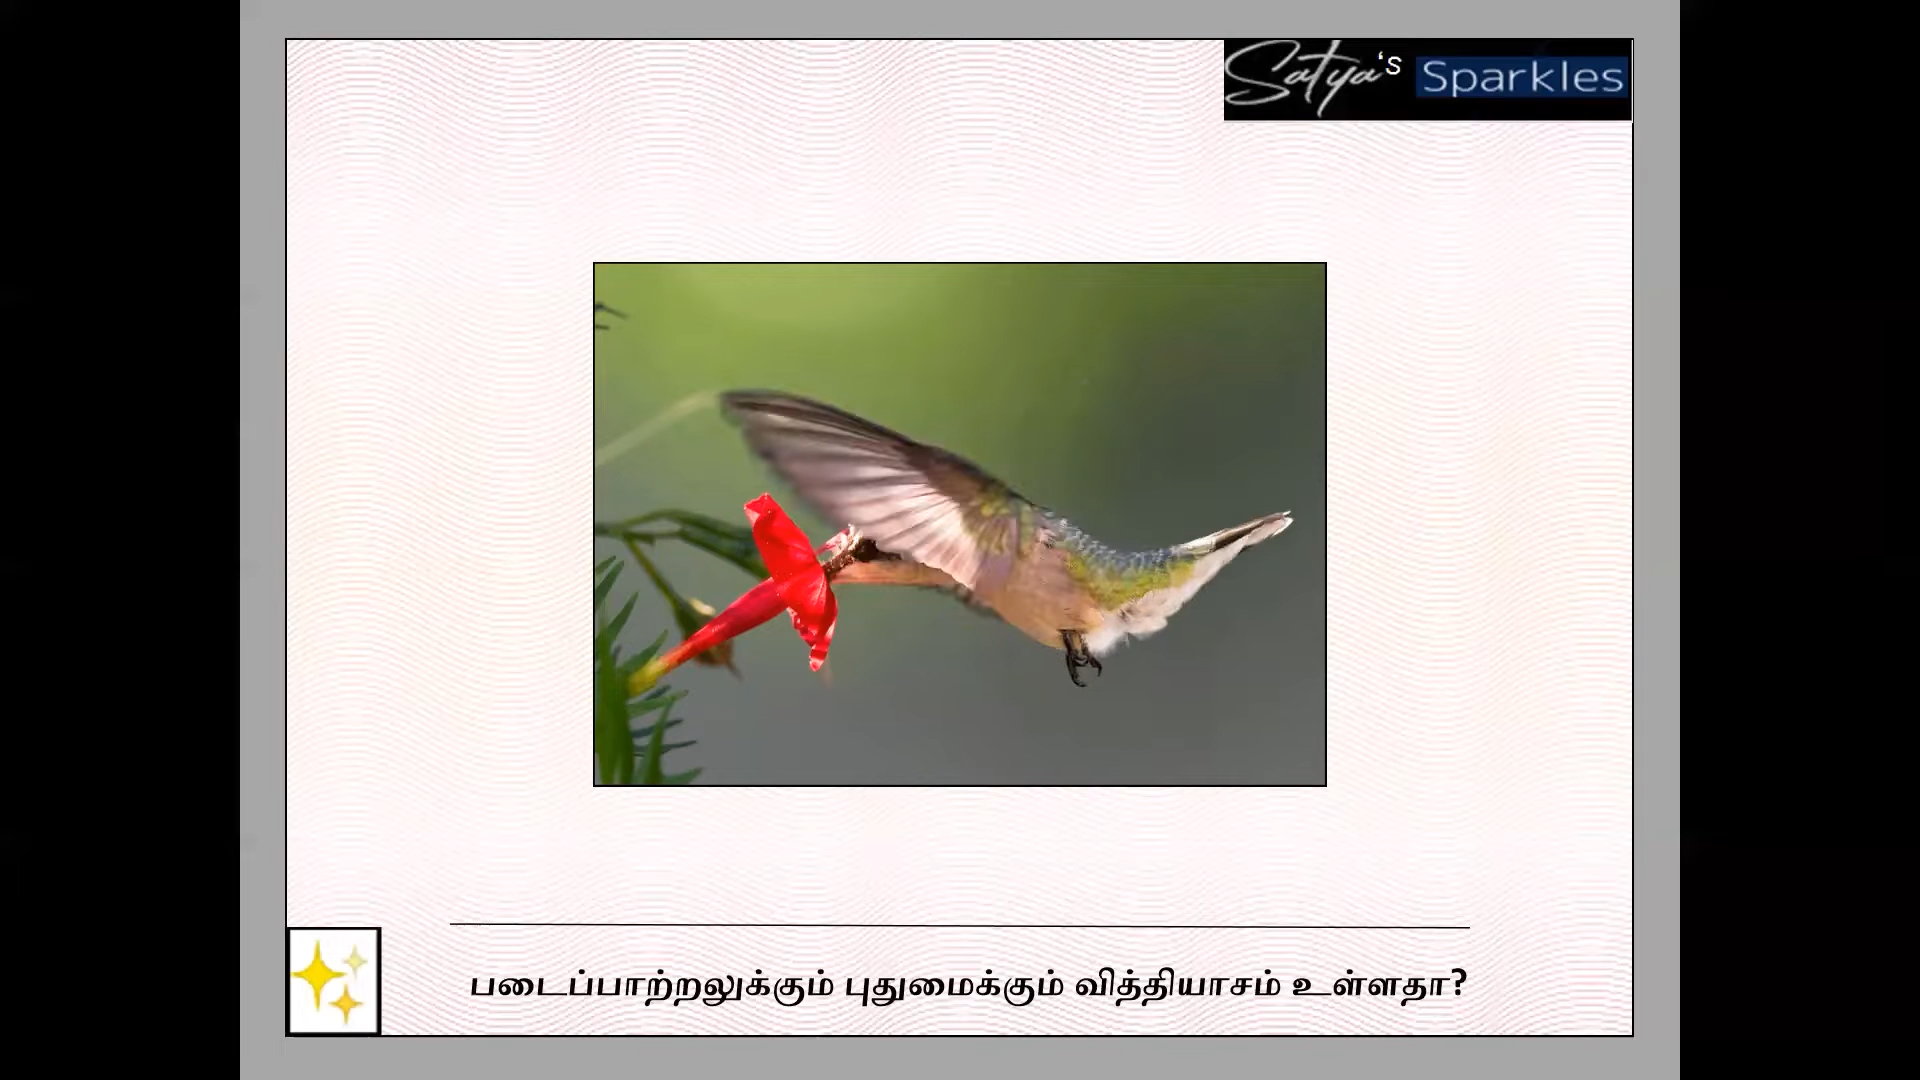 Satya's Sparkles
படைப்பாற்றலுக்கும் புதுமைக்கும் வித்தியாசம் உள்ளதா?